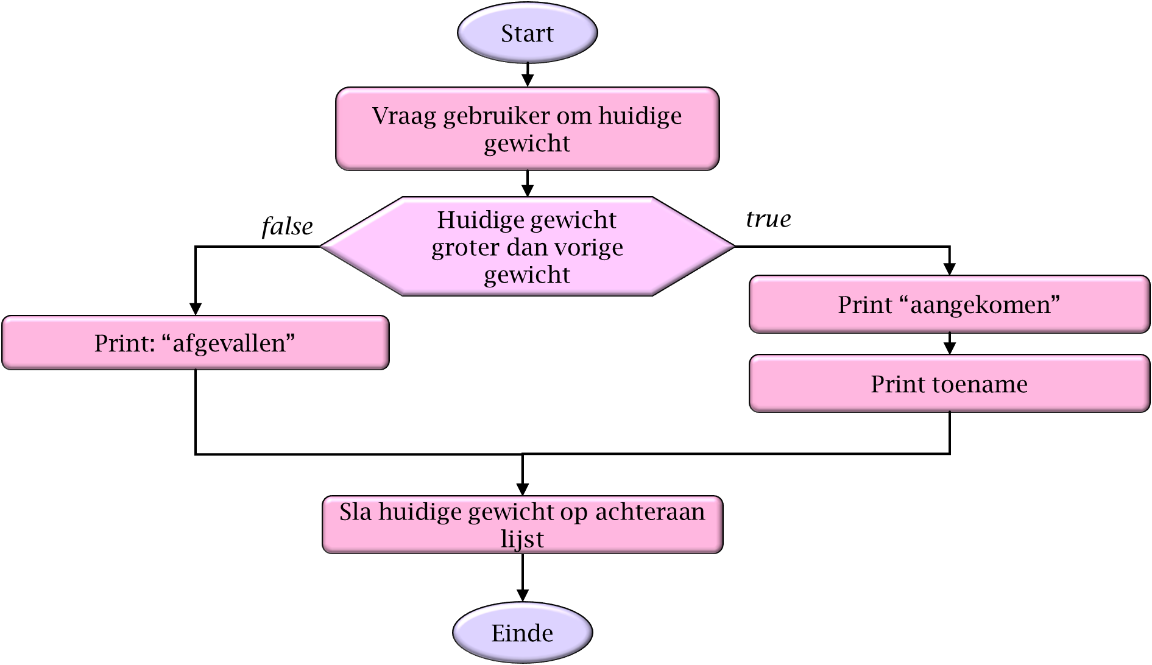 Start
Vraag gebruiker om huidige
gewicht
false
Huidige gewicht
groter dan vorige
gewicht
true
Print “aangekomen”
Print: “afgevallen”
Print toename
Sla huidige gewicht op achteraan
lijst
Einde